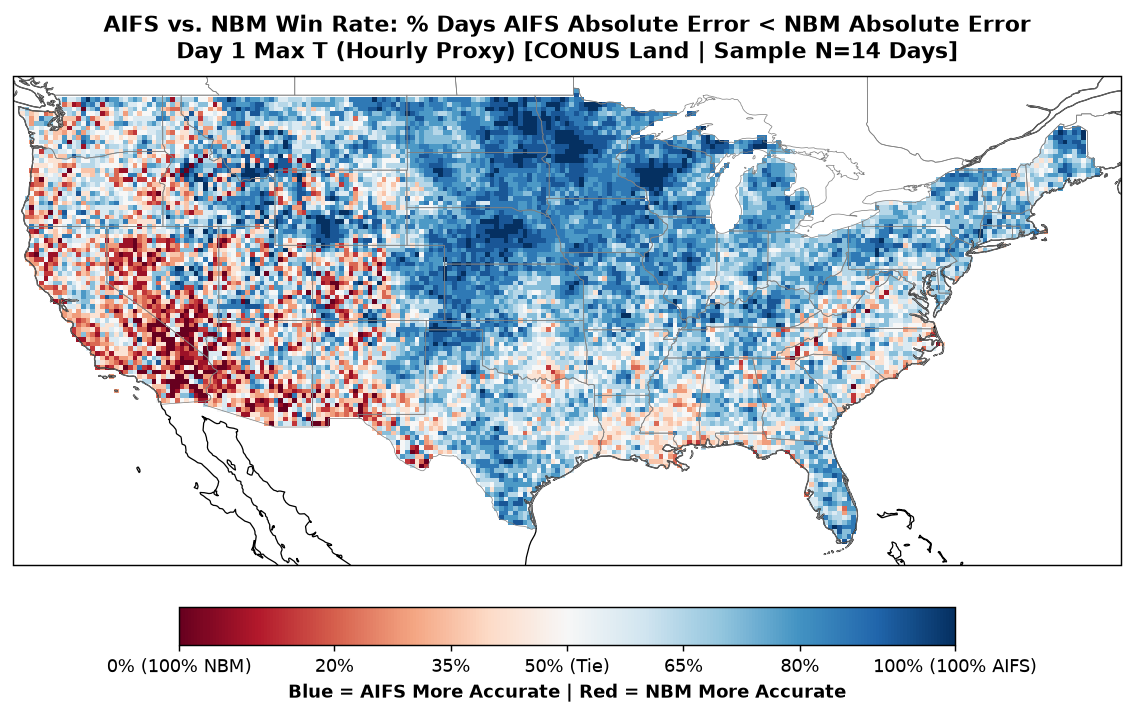 AIFS vs. NBM Win Rate: % Days AIFS Absolute Error < NBM Absolute Error
Day 1 Max T (Hourly Proxy) [CONUS Land | Sample N=14 Days]
0% (100% NBM) 20% 35% 50% (Tie) 65% 80% 100% (100% AIFS)
Blue = AIFS More Accurate | Red = NBM More Accurate